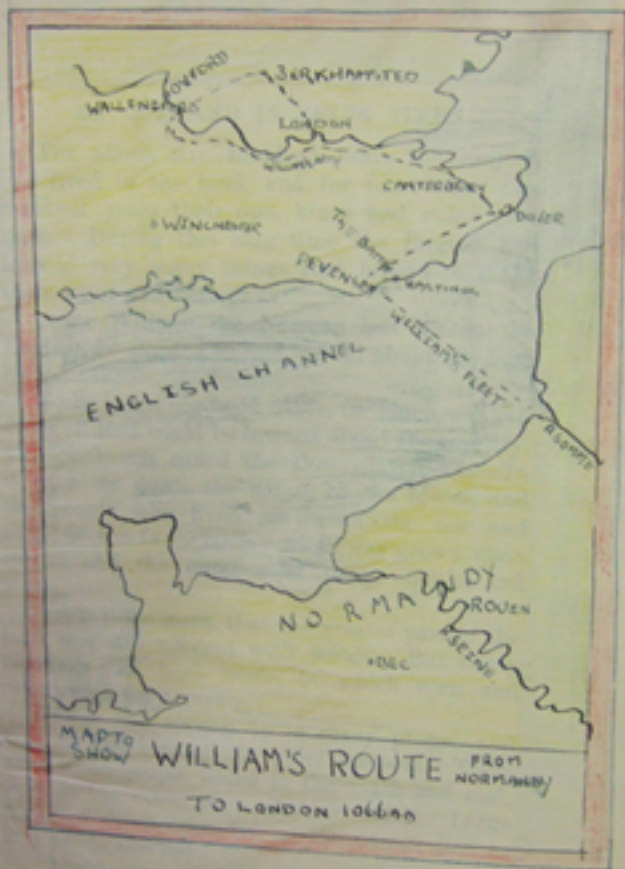 OXFORD
BERKHAMSTED
LONDON
CANTERBURY
DOVER
WINCHESTER
THE BATTLE
HASTINGS
PEVENSEY
WILLIAM'S FLEET
ENGLISH CHANNEL
R.SOMME
NORMANDY
ROUEN
R.SEINE
BEC
MAP TO
SHOW
WILLIAM'S ROUTE
FROM
NORMANDY
TO LONDON 1066AD